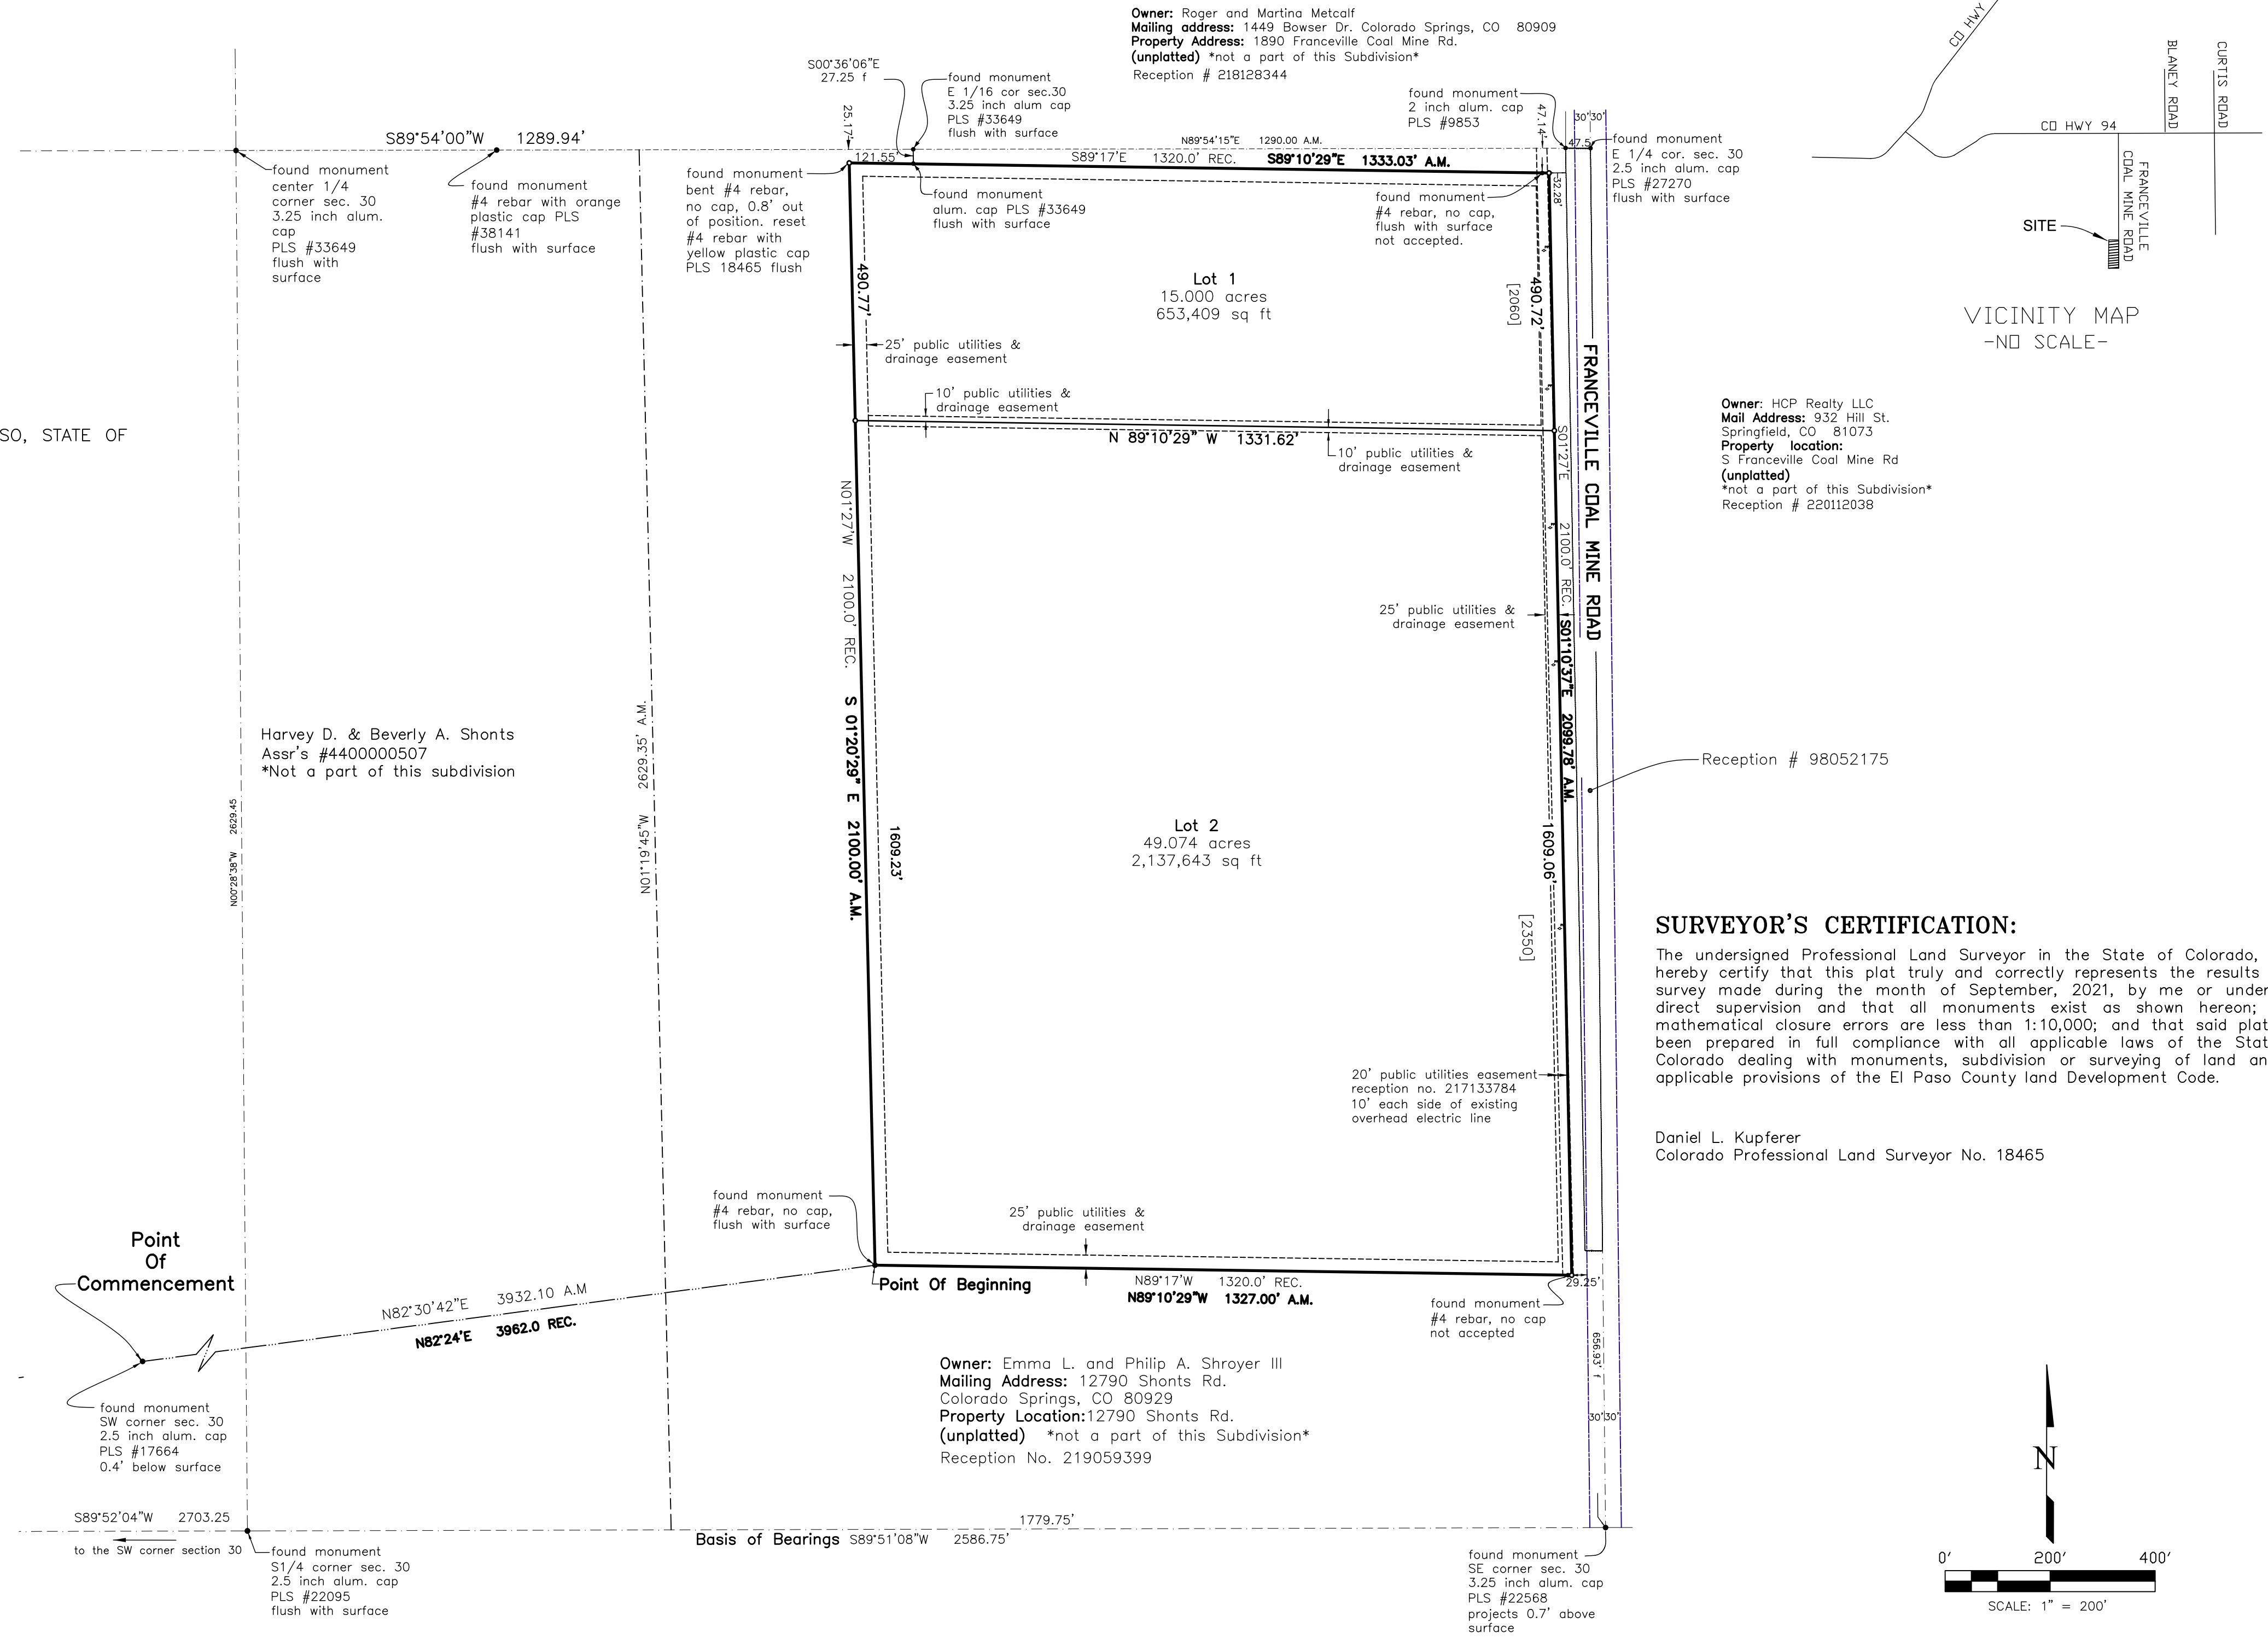 Owner: Roger and Martina Metcalf
Mailing address: 1449 Bowser Dr. Colorado Springs, CO 80909
Property Address: 1890 Franceville Coal Mine Rd.
(unplatted) *not a part of this Subdivision*
Reception # 218128344
S00°36'06"E
27.25 f
25.17'
found monument
E 1/16 cor sec.30
3.25 inch alum cap
PLS #33649
flush with surface
found monument
2 inch alum. cap
PLS #9853
47.14'
30'
30'
47.5'
found monument
E 1/4 cor. sec. 30
2.5 inch alum. cap
PLS #27270
flush with surface
S89°54'00"W 1289.94'
N89°54'15"E 1290.00 A.M.
121.55'
S89°17'E 1320.0' REC.
S89°10'29"E 1333.03' A.M.
32.28'
found monument
center 1/4
corner sec. 30
3.25 inch alum.
cap
PLS #33649
flush with
surface
found monument
#4 rebar with orange
plastic cap PLS
#38141
flush with surface
found monument
bent #4 rebar,
no cap, 0.8' out
of position. reset
#4 rebar with
yellow plastic cap
PLS 18465 flush
found monument
alum. cap PLS #33649
flush with surface
found monument
#4 rebar, no cap,
flush with surface
not accepted.
CO HWY
BLANEY ROAD
CURTIS ROAD
CO HWY 94
FRANCEVILLE
COAL MINE ROAD
SITE
VICINITY MAP
-NO SCALE-
Lot 1
15.000 acres
653,409 sq ft
490.77'
490.72'
[2060]
25' public utilities &
drainage easement
10' public utilities &
drainage easement
N 89°10'29" W 1331.62'
10' public utilities &
drainage easement
SO, STATE OF
FRANCEVILLE COAL MINE ROAD
Owner: HCP Realty LLC
Mail Address: 932 Hill St.
Springfield, CO 81073
Property location:
S Franceville Coal Mine Rd
(unplatted)
*not a part of this Subdivision*
Reception # 220112038
N01°27'W 2100.0' REC.
S 01°20'29" E 2100.00' A.M.
S01°27'E 2100.0' REC.
S01°10'37"E 2099.78' A.M.
25' public utilities &
drainage easement
N01°19'45"W 2629.35' A.M.
N00°28'38"W 2629.45
Harvey D. & Beverly A. Shonts
Assr's #4400000507
*Not a part of this subdivision
Reception # 98052175
Lot 2
49.074 acres
2,137,643 sq ft
1609.23'
1609.06'
[2350]
SURVEYOR'S CERTIFICATION:
The undersigned Professional Land Surveyor in the State of Colorado,
hereby certify that this plat truly and correctly represents the results
survey made during the month of September, 2021, by me or under
direct supervision and that all monuments exist as shown hereon;
mathematical closure errors are less than 1:10,000; and that said plat
been prepared in full compliance with all applicable laws of the Stat
Colorado dealing with monuments, subdivision or surveying of land an
applicable provisions of the El Paso County land Development Code.
Daniel L. Kupferer
Colorado Professional Land Surveyor No. 18465
20' public utilities easement
reception no. 217133784
10' each side of existing
overhead electric line
found monument
#4 rebar, no cap,
flush with surface
25' public utilities &
drainage easement
Point
Of
Commencement
Point Of Beginning
N89°17'W 1320.0' REC.
N89°10'29"W 1327.00' A.M.
29.25'
found monument
#4 rebar, no cap
not accepted
N82°30'42"E 3932.10 A.M
N82°24'E 3962.0 REC.
656.93' f
30'
30'
Owner: Emma L. and Philip A. Shroyer III
Mailing Address: 12790 Shonts Rd.
Colorado Springs, CO 80929
Property Location:12790 Shonts Rd.
(unplatted) *not a part of this Subdivision*
Reception No. 219059399
found monument
SW corner sec. 30
2.5 inch alum. cap
PLS #17664
0.4' below surface
S89°52'04"W 2703.25
to the SW corner section 30
found monument
S1/4 corner sec. 30
2.5 inch alum. cap
PLS #22095
flush with surface
1779.75'
Basis of Bearings S89°51'08"W 2586.75'
found monument
SE corner sec. 30
3.25 inch alum. cap
PLS #22568
projects 0.7' above
surface
N
0' 200' 400'
SCALE: 1" = 200'